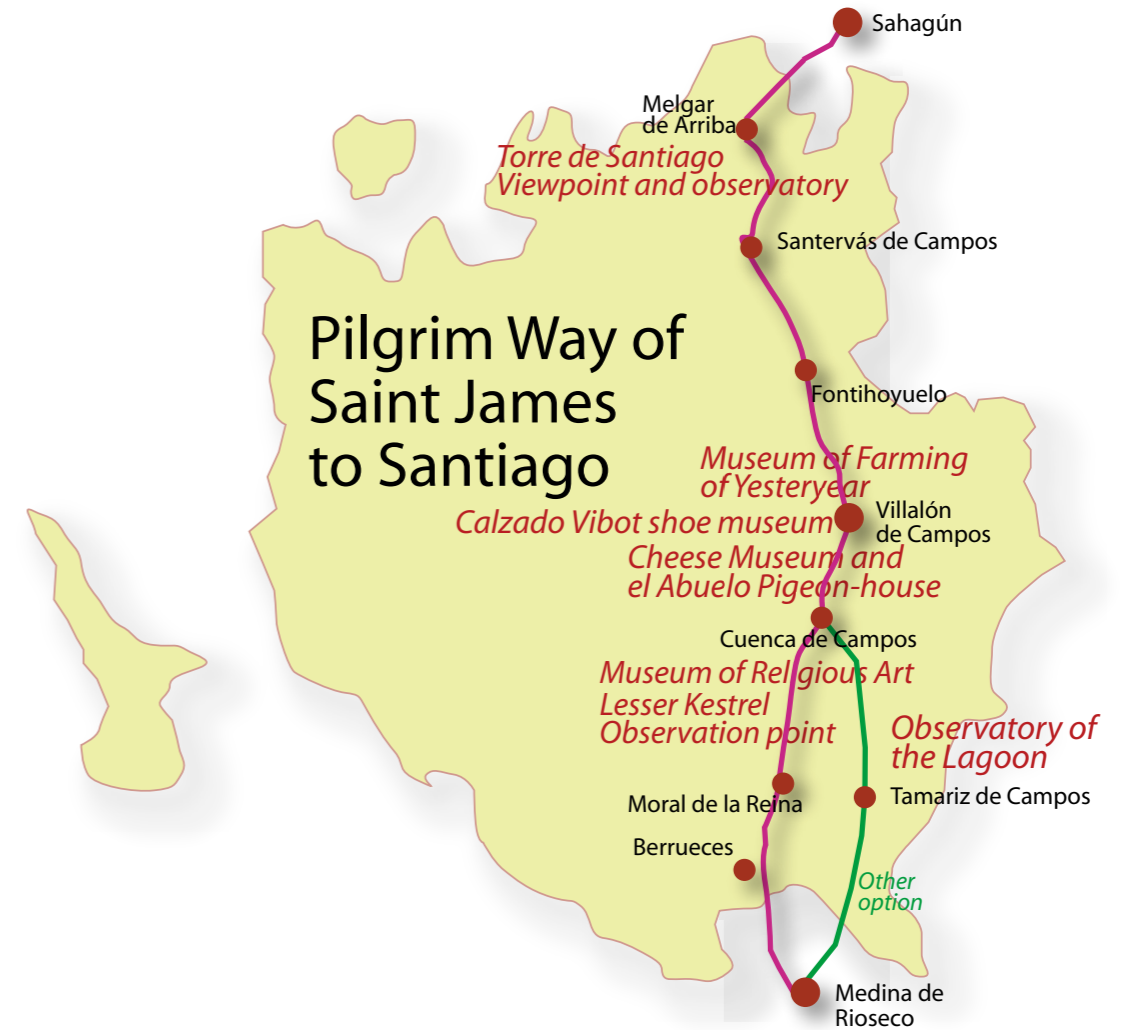 Sahagún
Melgar
de Arriba
Torre de Santiago
Viewpoint and observatory
Santervás de Campos
Pilgrim Way of
Saint James
to Santiago
Fontihoyuelo
Museum of Farming
of Yesteryear
Calzado Vibot shoe museum
Villalón
de Campos
Cheese Museum and
el Abuelo Pigeon-house
Cuenca de Campos
Museum of Religious Art
Lesser Kestrel
Observation point
Observatory of
the Lagoon
Moral de la Reina
Tamariz de Campos
Berrueces
Other
option
Medina de
Rioseco